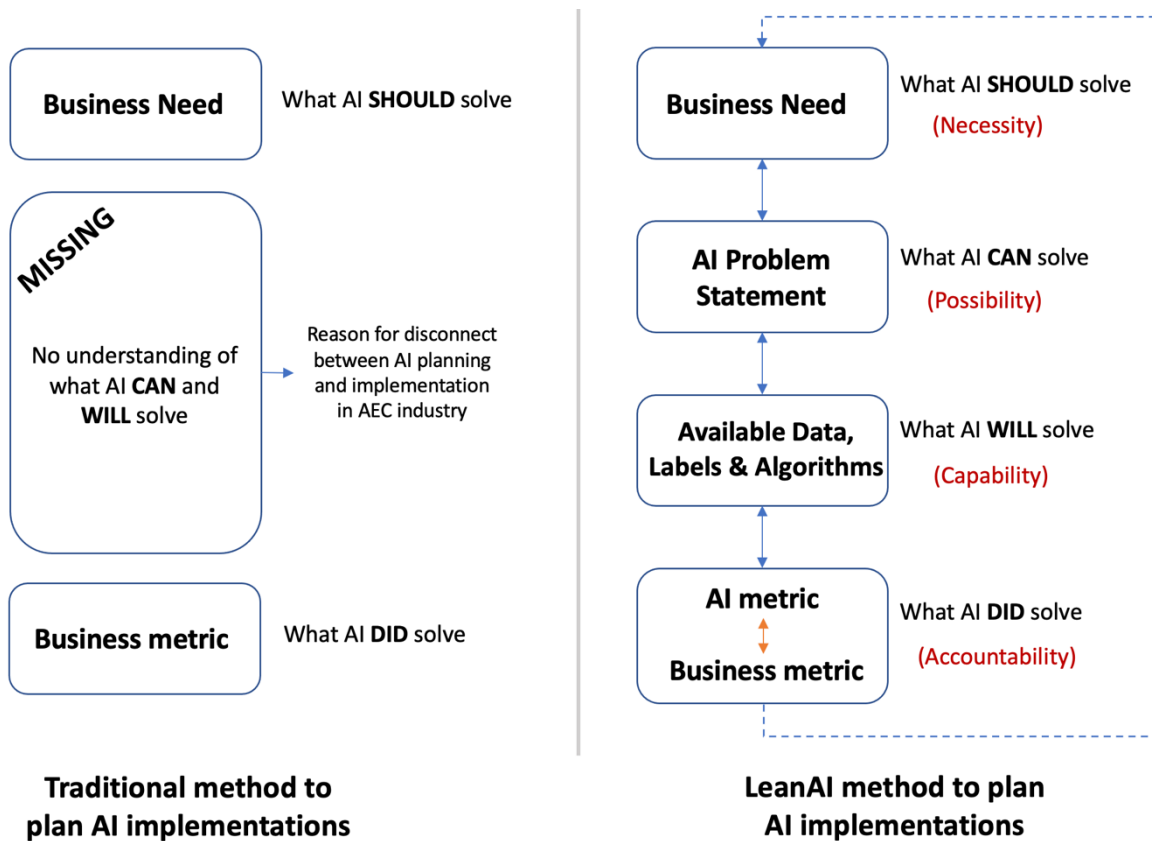 Business Need
What AI SHOULD solve
MISSING
No understanding of
what AI CAN and
WILL solve
Reason for disconnect
between AI planning
and implementation
in AEC industry
Business metric
What AI DID solve
Traditional method to
plan AI implementations
Business Need
What AI SHOULD solve
(Necessity)
AI Problem
Statement
What AI CAN solve
(Possibility)
Available Data,
Labels & Algorithms
What AI WILL solve
(Capability)
AI metric
Business metric
What AI DID solve
(Accountability)
LeanAI method to plan
AI implementations